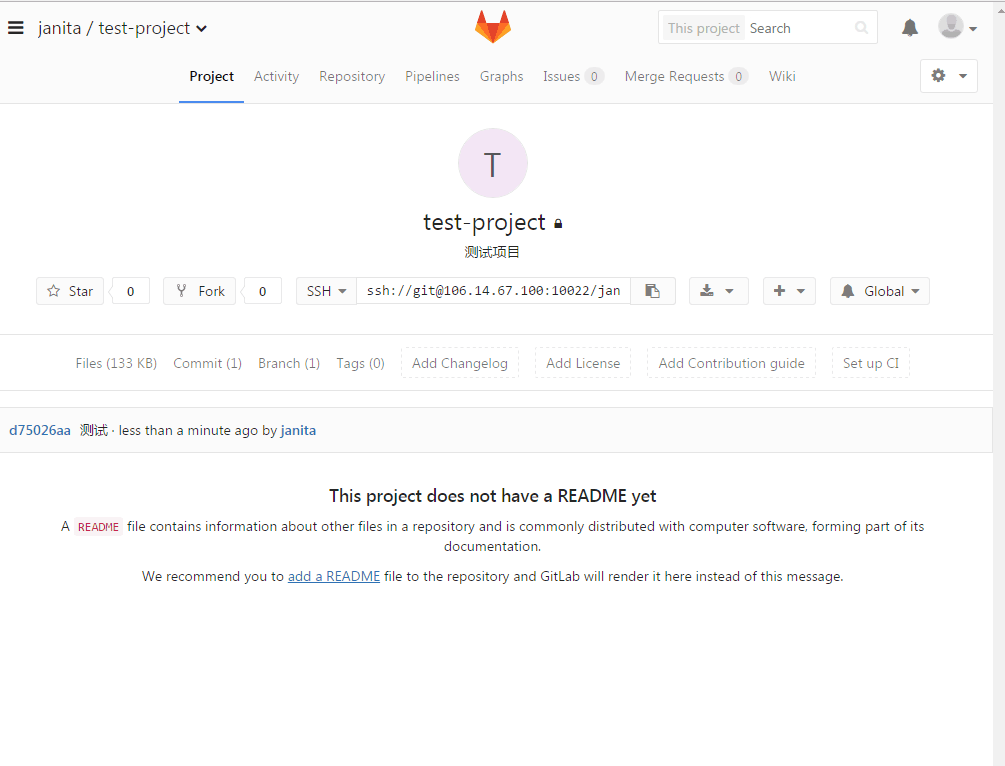 janita / test-project
This project Search
Project Activity Repository Pipelines Graphs Issues 0 Merge Requests 0 Wiki
T
test-project
测试项目
Star 0 Fork 0 SSH ssh://git@106.14.67.100:10022/jan Global
Files (133 KB) Commit (1) Branch (1) Tags (0) Add Changelog Add License Add Contribution guide Set up CI
d75026aa 测试 · less than a minute ago by janita
This project does not have a README yet
A README file contains information about other files in a repository and is commonly distributed with computer software, forming part of its
documentation.
We recommend you to add a README file to the repository and GitLab will render it here instead of this message.